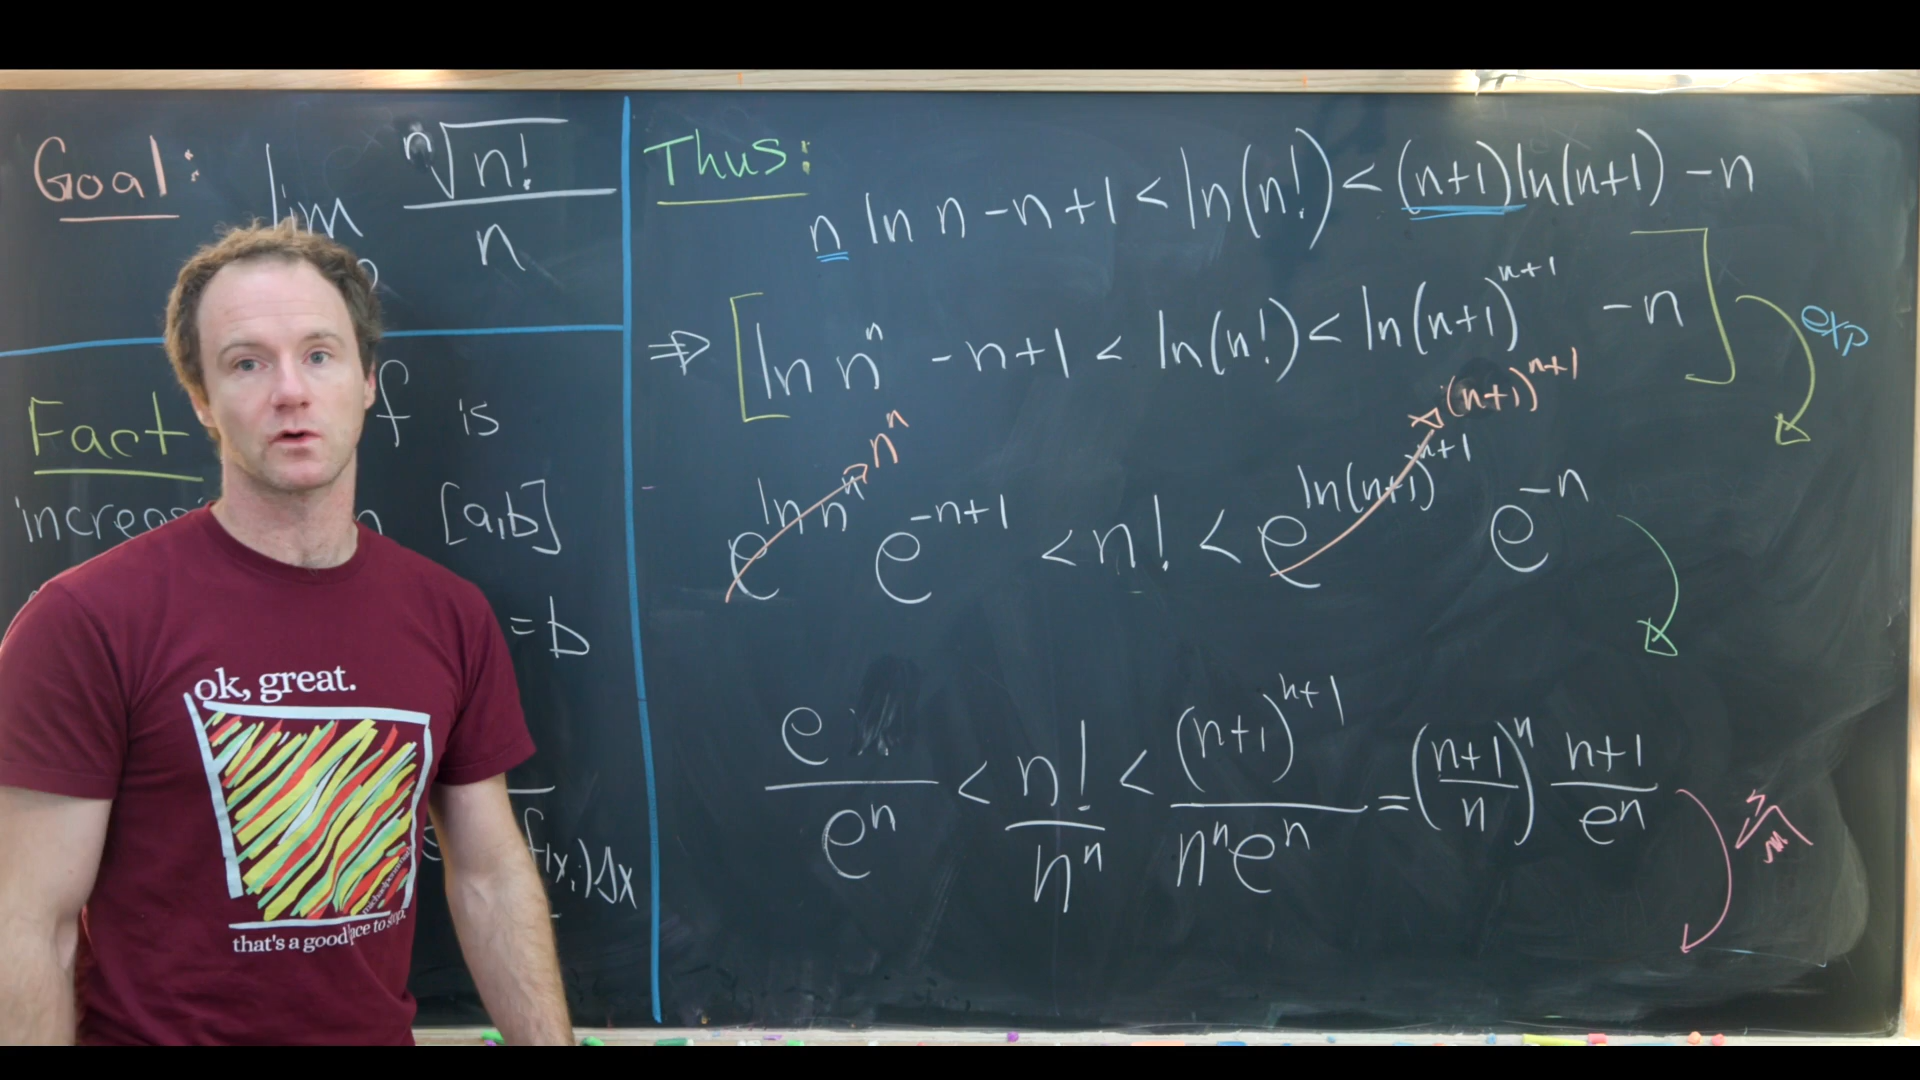 Goal: lim ⁿ√n! / n
Fact f is
increas [a,b]
= b
f(xᵢ)Δx
Thus:
n ln n - n + 1 < ln(n!) < (n+1) ln(n+1) - n
⇒ [ln nⁿ - n + 1 < ln(n!) < ln(n+1)ⁿ⁺¹ - n] exp
nⁿ (n+1)ⁿ⁺¹
e^(ln nⁿ) e^(-n+1) < n! < e^(ln(n+1)ⁿ⁺¹) e⁻ⁿ
e / eⁿ < n! / nⁿ < (n+1)ⁿ⁺¹ / nⁿeⁿ = ((n+1)/n)ⁿ (n+1)/eⁿ
ok, great.
that's a good place to stop.